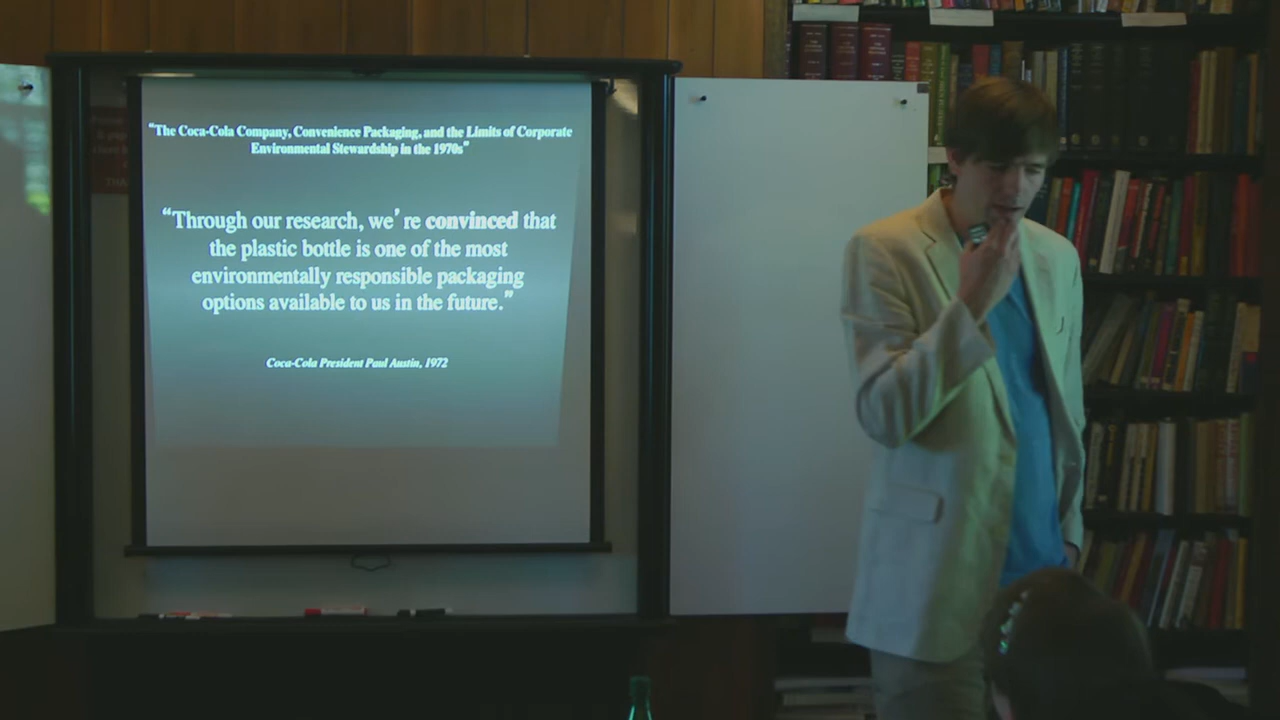 "The Coca-Cola Company, Convenience Packaging, and the Limits of Corporate
Environmental Stewardship in the 1970s"
"Through our research, we're convinced that
the plastic bottle is one of the most
environmentally responsible packaging
options available to us in the future."
Coca-Cola President Paul Austin, 1972